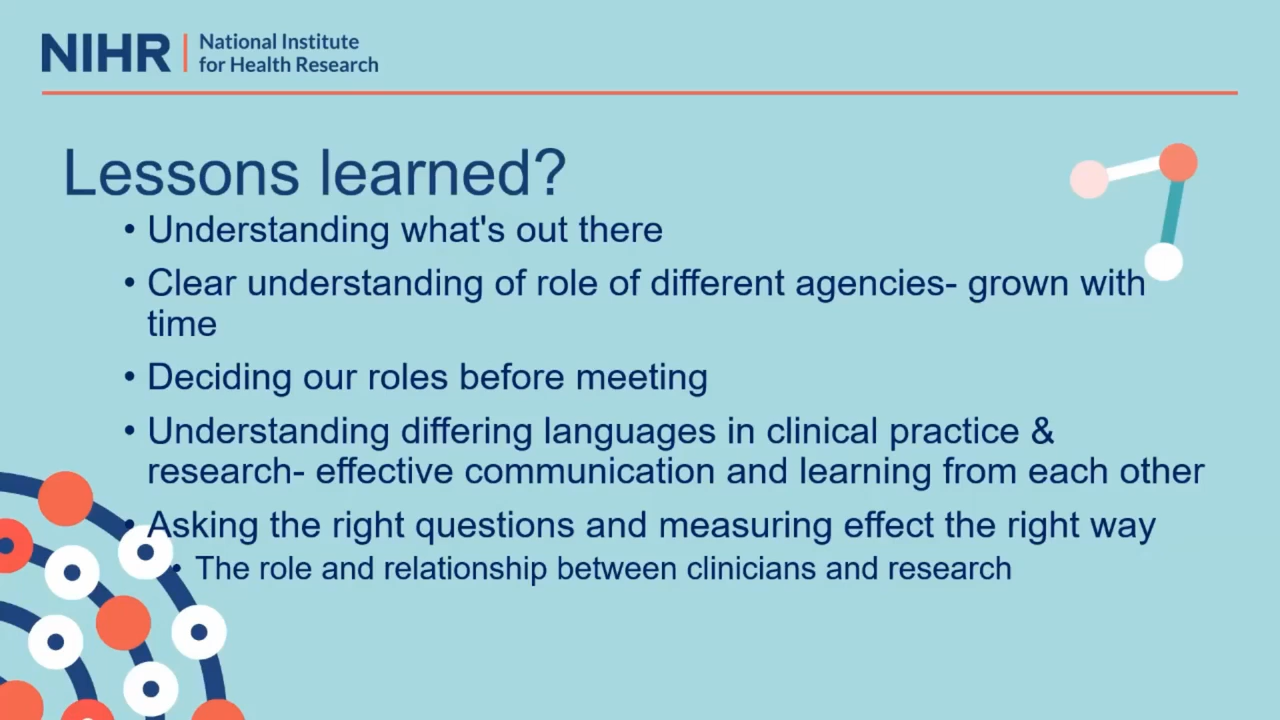 NIHR
National Institute
for Health Research
Lessons learned?
• Understanding what's out there
• Clear understanding of role of different agencies- grown with
time
• Deciding our roles before meeting
• Understanding differing languages in clinical practice &
research- effective communication and learning from each other
• Asking the right questions and measuring effect the right way
• The role and relationship between clinicians and research